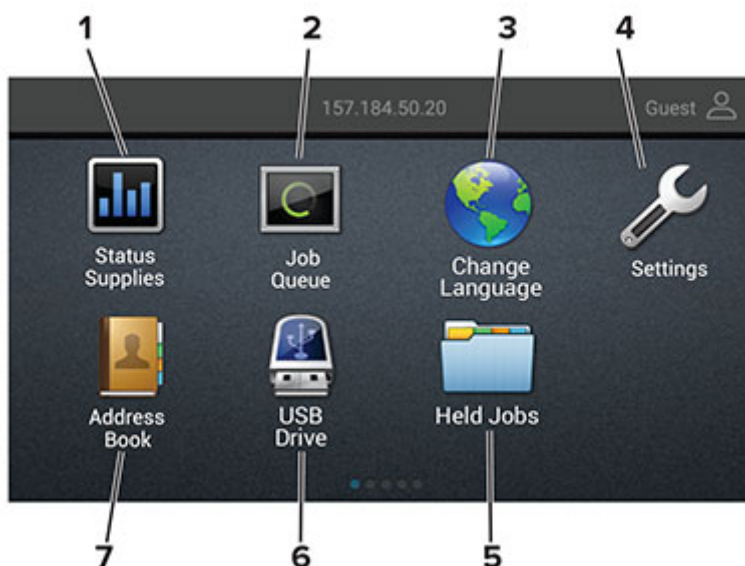 1 2 3 4
157.184.50.20 Guest
Status
Supplies
Job
Queue
Change
Language
Settings
Address
Book
USB
Drive
Held Jobs
7 6 5